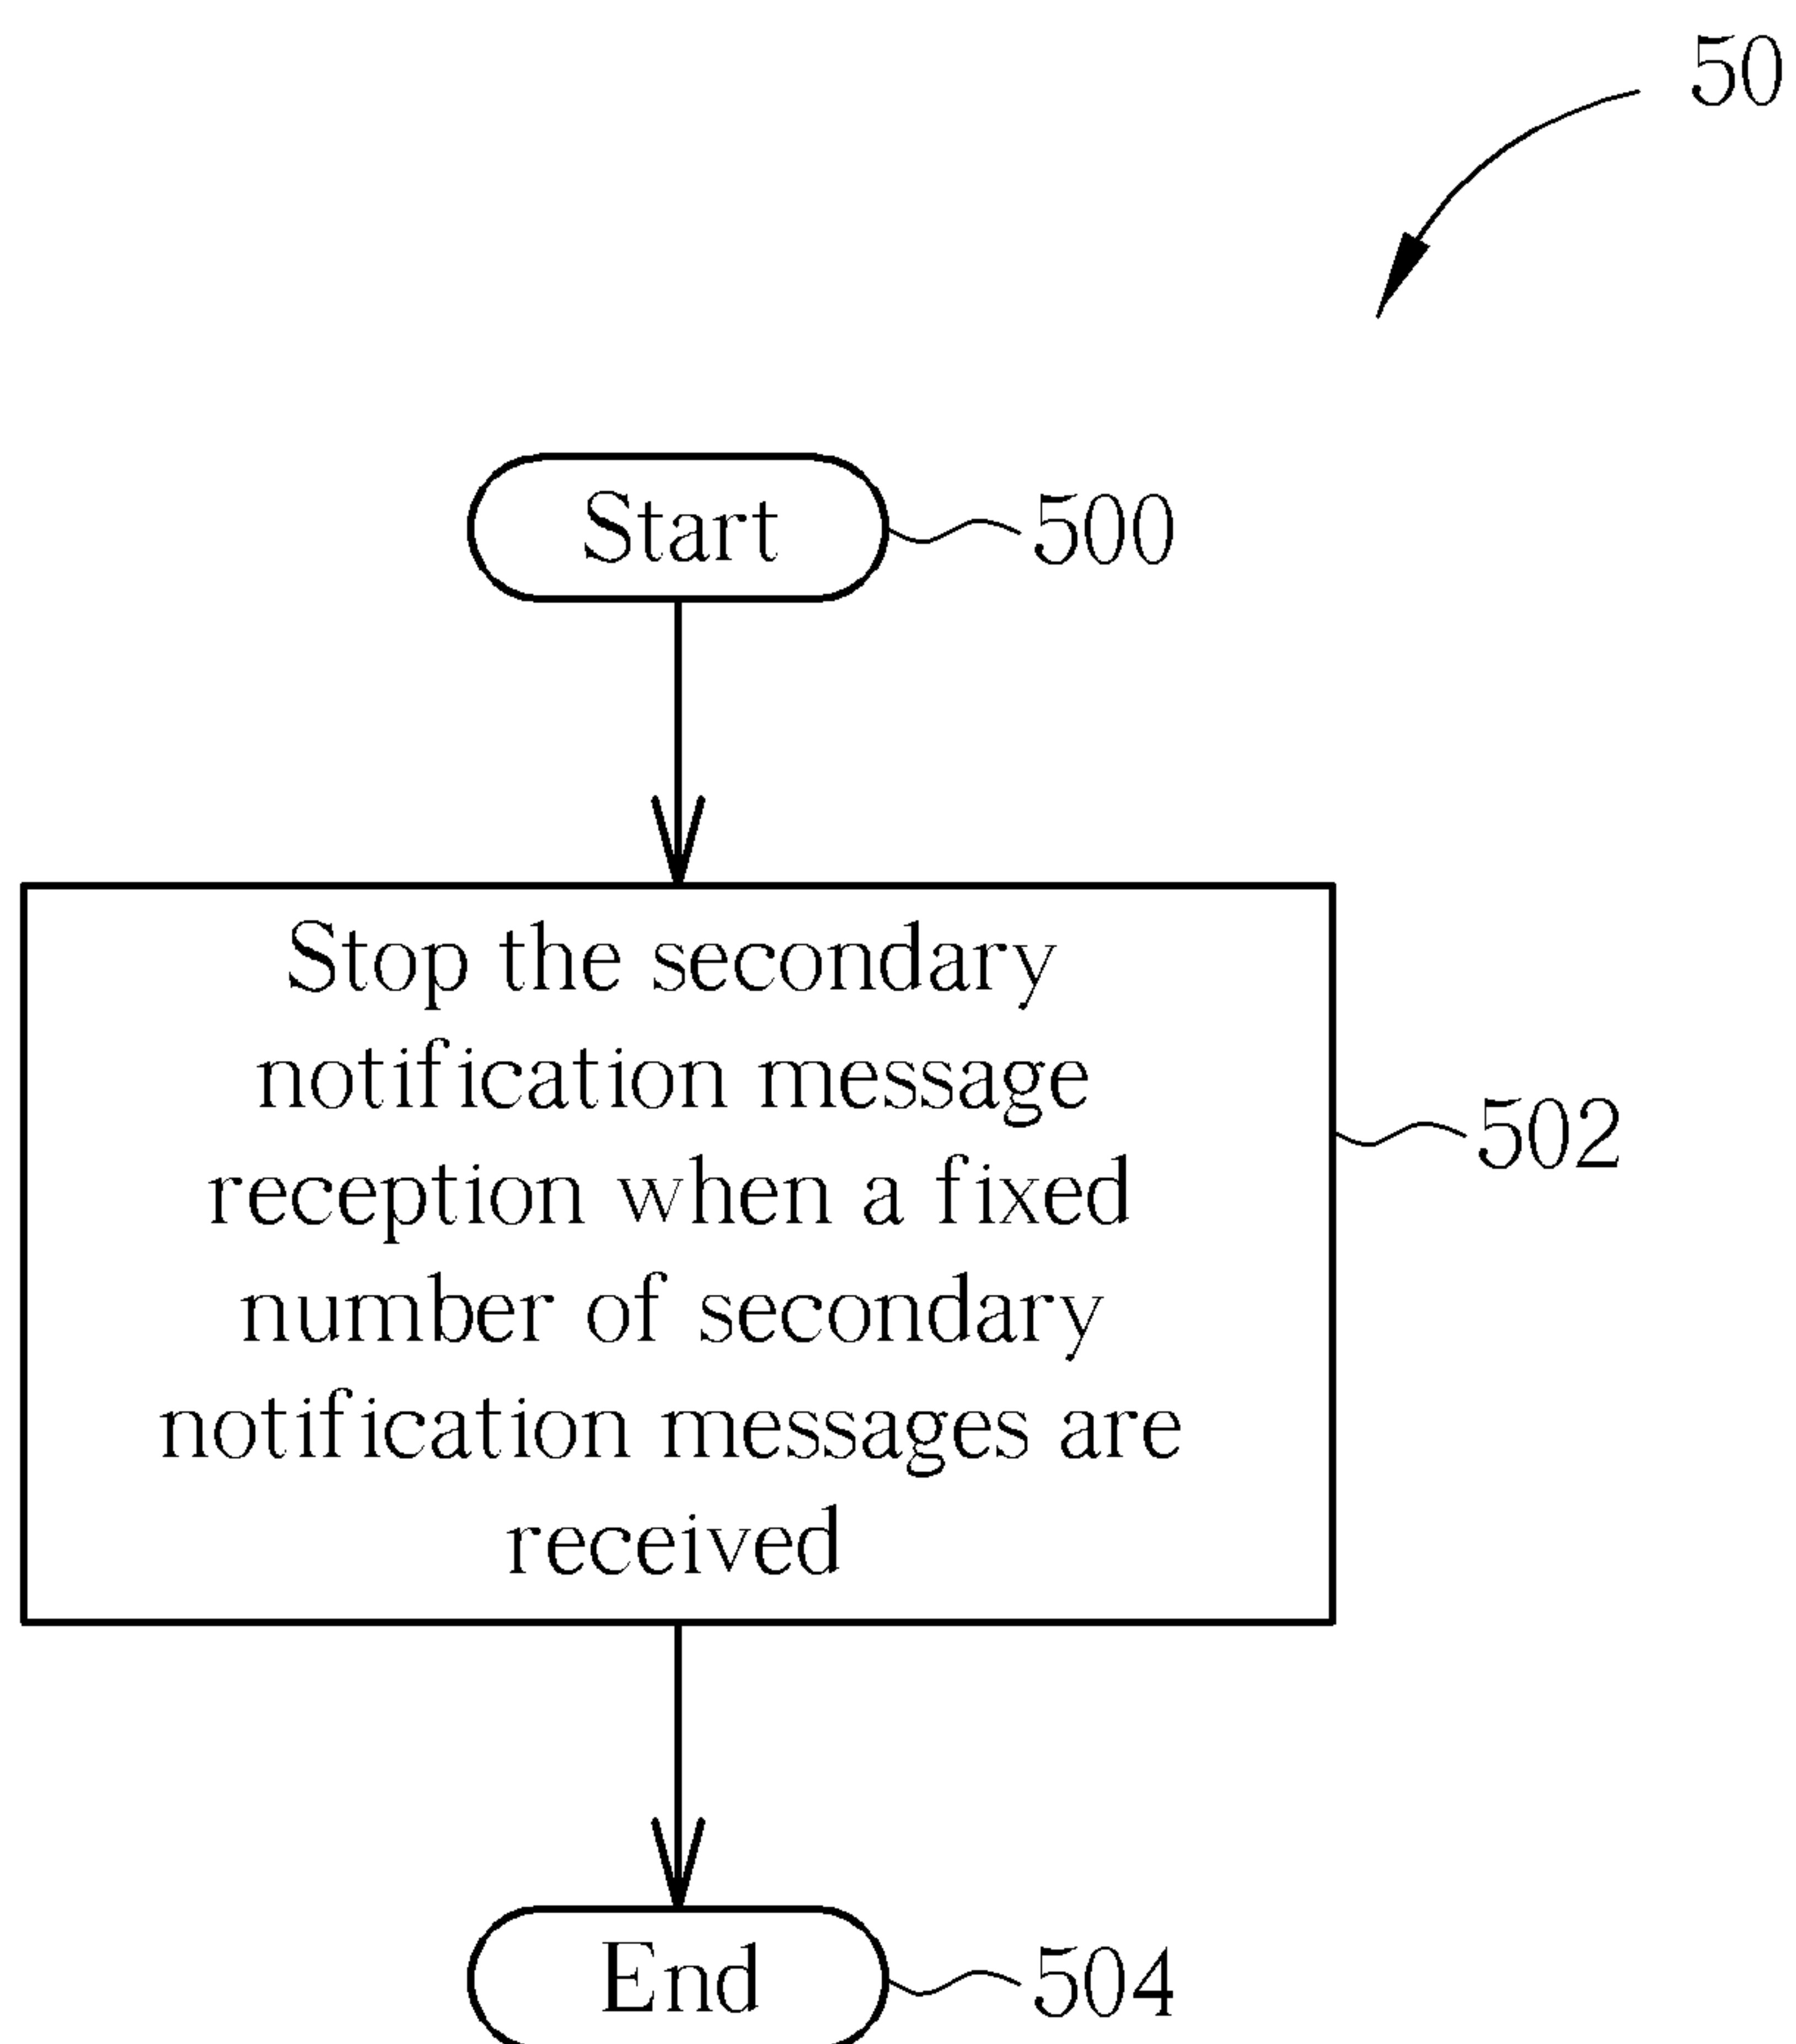 50
Start
500
Stop the secondary
notification message
reception when a fixed
number of secondary
notification messages are
received
502
End
504